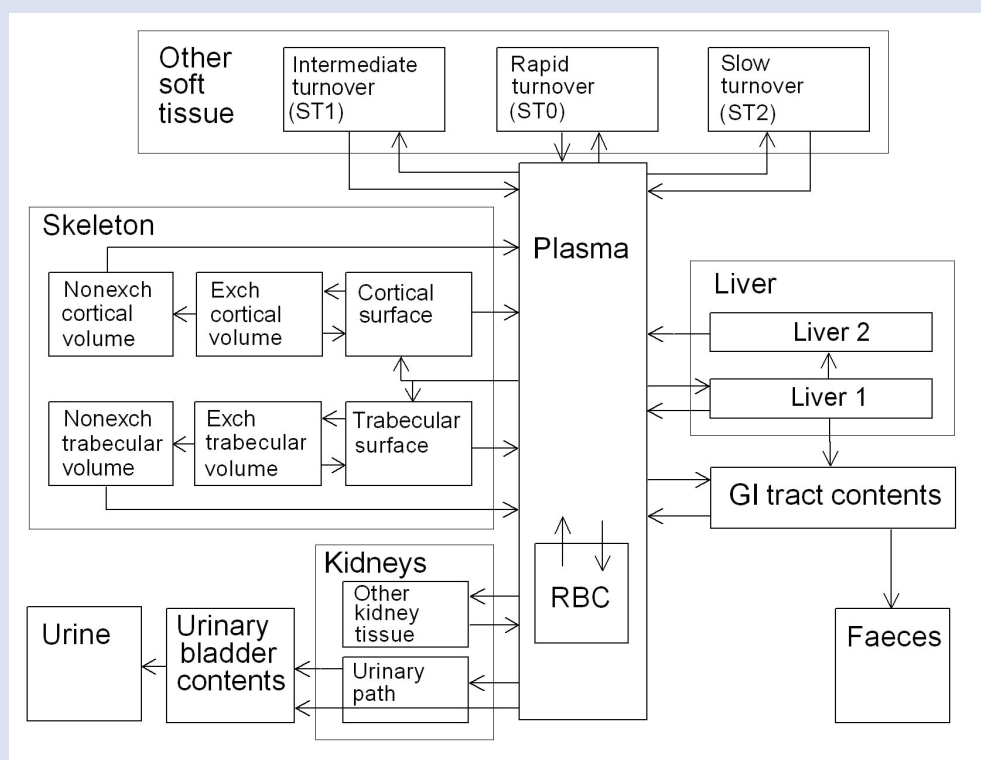 Other
soft
tissue
Intermediate
turnover
(ST1)
Rapid
turnover
(ST0)
Slow
turnover
(ST2)
Plasma
Skeleton
Nonexch
cortical
volume
Exch
cortical
volume
Cortical
surface
Nonexch
trabecular
volume
Exch
trabecular
volume
Trabecular
surface
Liver
Liver 2
Liver 1
GI tract contents
RBC
Kidneys
Other
kidney
tissue
Urinary
path
Urinary
bladder
contents
Urine
Faeces